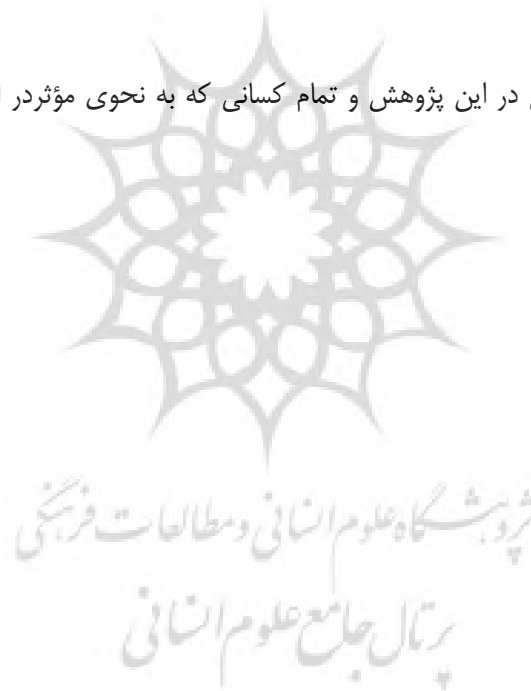 در این پژوهش و تمام کسانی که به نحوی مؤثردر
پژوهشگاه علوم انسانی و مطالعات فرهنگی
پرتال جامع علوم انسانی